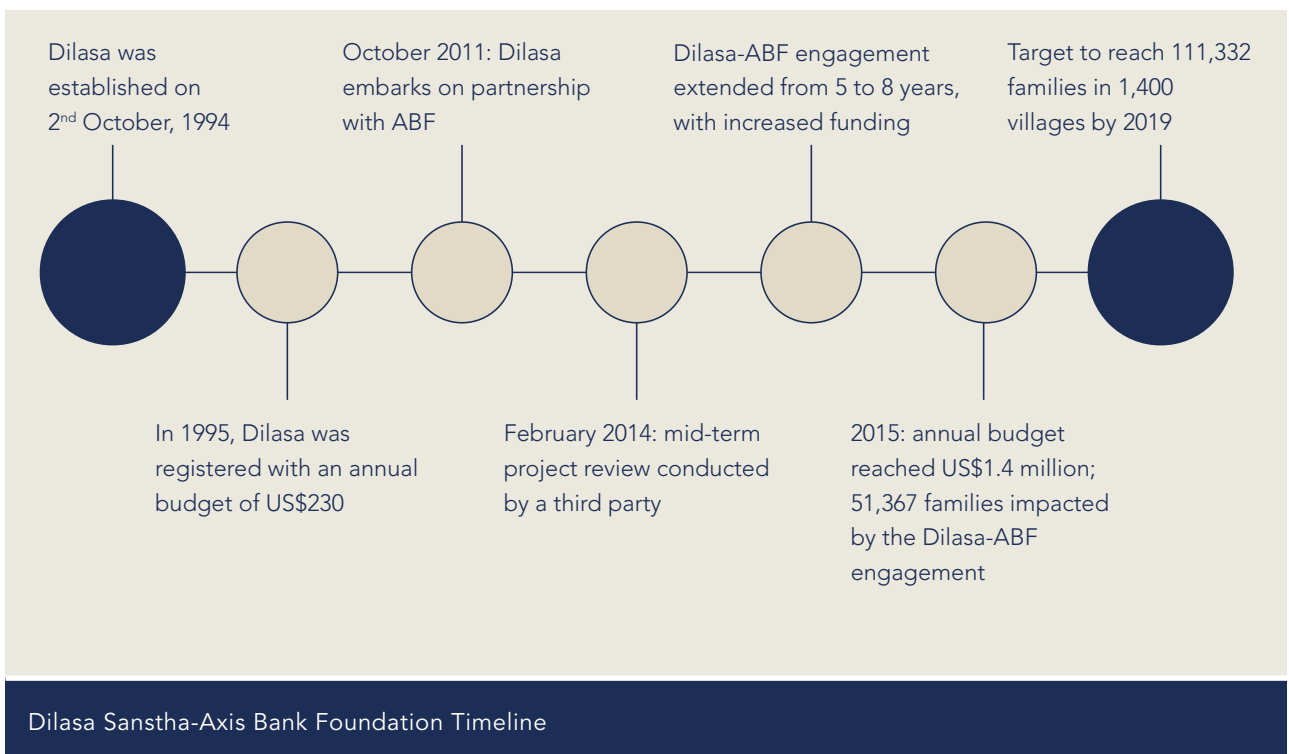 Dilasa was
established on
2nd October, 1994
In 1995, Dilasa was
registered with an annual
budget of US$230
October 2011: Dilasa
embarks on partnership
with ABF
February 2014: mid-term
project review conducted
by a third party
Dilasa-ABF engagement
extended from 5 to 8 years,
with increased funding
2015: annual budget
reached US$1.4 million;
51,367 families impacted
by the Dilasa-ABF
engagement
Target to reach 111,332
families in 1,400
villages by 2019
Dilasa Sanstha-Axis Bank Foundation Timeline